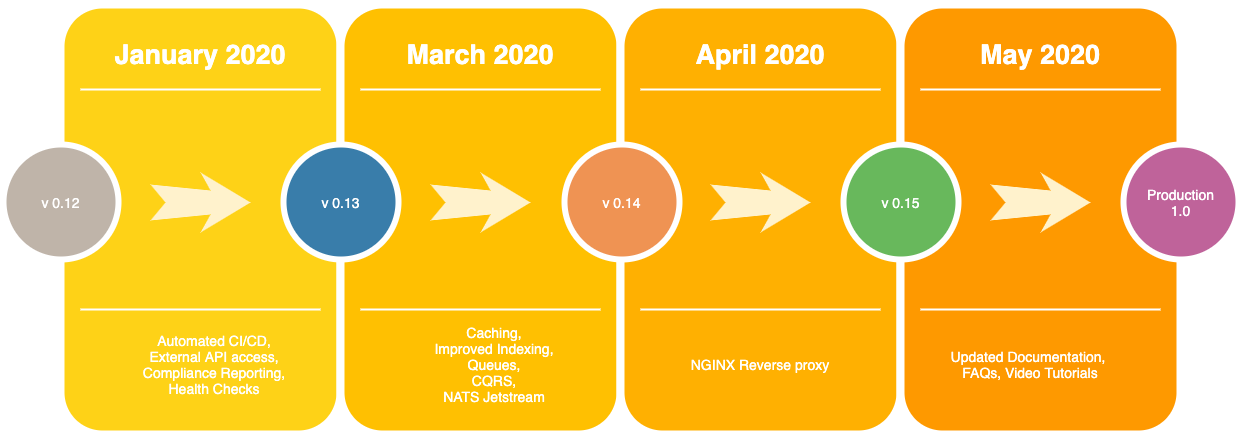 January 2020
March 2020
April 2020
May 2020
v 0.12
v 0.13
v 0.14
v 0.15
Production
1.0
Automated CI/CD,
External API access,
Compliance Reporting,
Health Checks
Caching,
Improved Indexing,
Queues,
CQRS,
NATS Jetstream
NGINX Reverse proxy
Updated Documentation,
FAQs, Video Tutorials